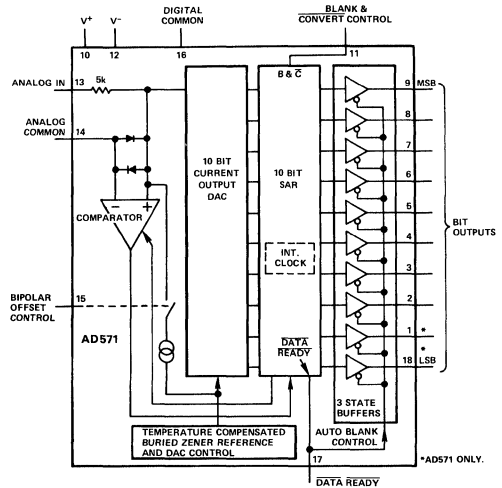 V+ V− DIGITAL COMMON BLANK & CONVERT CONTROL
10 12 16 11
ANALOG IN 13 5k
ANALOG COMMON 14
B & C
10 BIT CURRENT OUTPUT DAC
10 BIT SAR
INT. CLOCK
− +
COMPARATOR
BIPOLAR OFFSET CONTROL 15
AD571
DATA READY
9 MSB
8
7
6
5
4
3
2
1 *
18 LSB *
BIT OUTPUTS
3 STATE BUFFERS
TEMPERATURE COMPENSATED
BURIED ZENER REFERENCE
AND DAC CONTROL
AUTO BLANK
CONTROL
17
DATA READY
*AD571 ONLY.